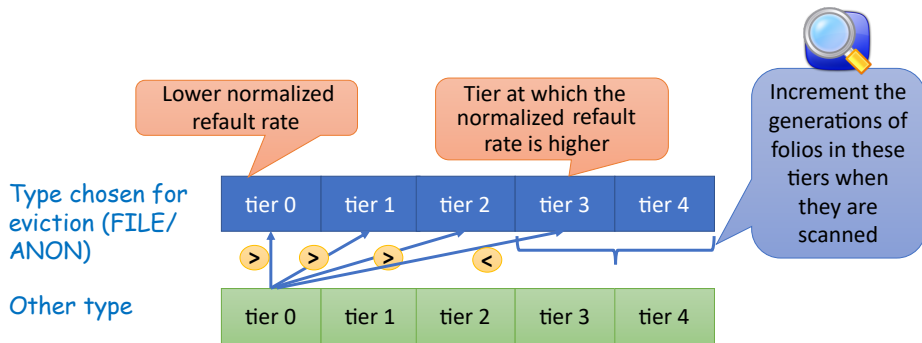 Lower normalized
refault rate
Tier at which the
normalized refault
rate is higher
Increment the
generations of
folios in these
tiers when
they are
scanned
Type chosen for
eviction (FILE/
ANON)
tier 0 tier 1 tier 2 tier 3 tier 4
> > > <
Other type
tier 0 tier 1 tier 2 tier 3 tier 4